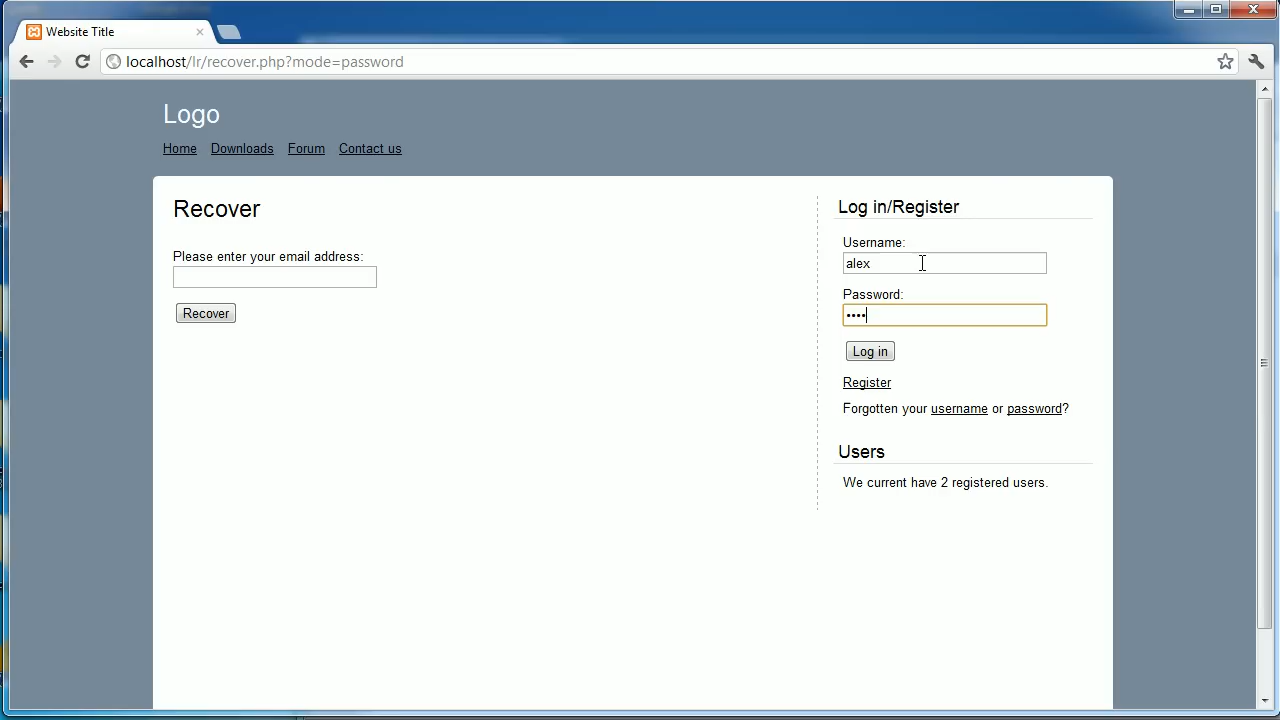 Website Title
localhost/lr/recover.php?mode=password
Logo
Home Downloads Forum Contact us
Recover
Please enter your email address:
Recover
Log in/Register
Username:
alex
Password:
••••
Log in
Register
Forgotten your username or password?
Users
We current have 2 registered users.